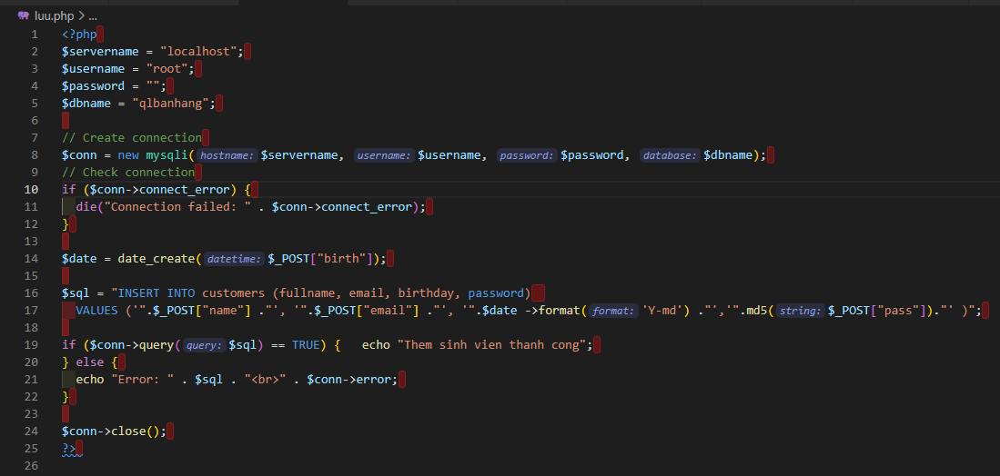 luu.php > ...
1 <?php
2 $servername = "localhost";
3 $username = "root";
4 $password = "";
5 $dbname = "qlbanhang";
6
7 // Create connection
8 $conn = new mysqli(hostname: $servername, username: $username, password: $password, database: $dbname);
9 // Check connection
10 if ($conn->connect_error) {
11   die("Connection failed: " . $conn->connect_error);
12 }
13
14 $date = date_create(datetime: $_POST["birth"]);
15
16 $sql = "INSERT INTO customers (fullname, email, birthday, password)
17   VALUES ('".$_POST["name"] ."', '".$_POST["email"] ."', '".$date ->format(format: 'Y-md') ."','".md5(string: $_POST["pass"])."' )";
18
19 if ($conn->query(query: $sql) == TRUE) {   echo "Them sinh vien thanh cong";
20 } else {
21   echo "Error: " . $sql . "<br>" . $conn->error;
22 }
23
24 $conn->close();
25 ?>
26